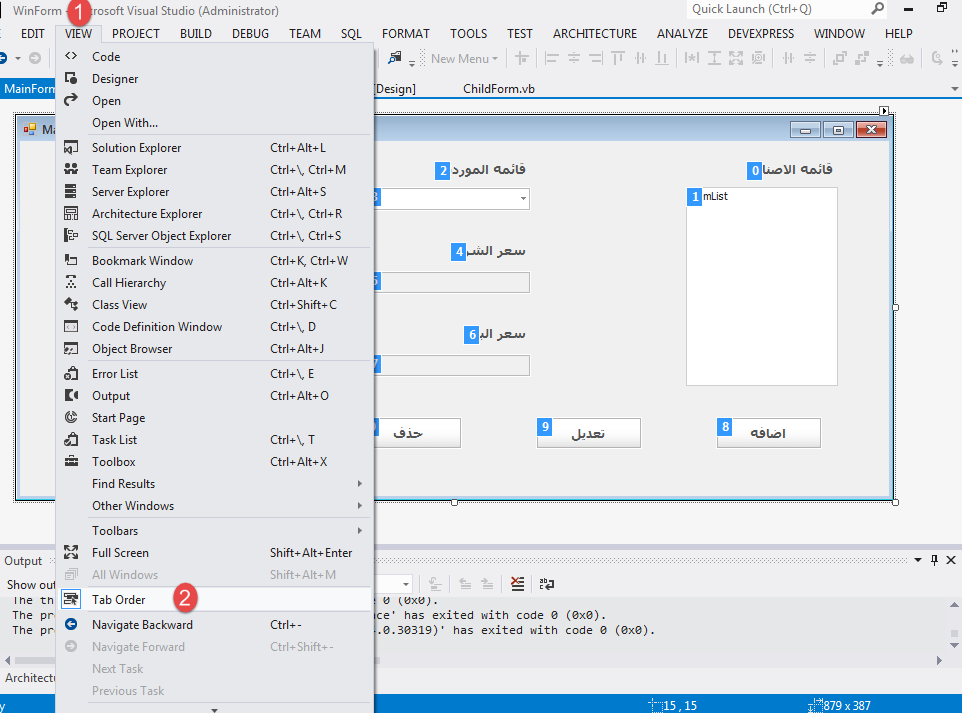 WinForm - Microsoft Visual Studio (Administrator)
Quick Launch (Ctrl+Q)
1
EDIT VIEW PROJECT BUILD DEBUG TEAM SQL FORMAT TOOLS TEST ARCHITECTURE ANALYZE DEVEXPRESS WINDOW HELP
New Menu
MainForm [Design] ChildForm.vb
Code
Designer
Open
Open With...
Solution Explorer Ctrl+Alt+L
Team Explorer Ctrl+\, Ctrl+M
Server Explorer Ctrl+Alt+S
Architecture Explorer Ctrl+\, Ctrl+R
SQL Server Object Explorer Ctrl+\, Ctrl+S
Bookmark Window Ctrl+K, Ctrl+W
Call Hierarchy Ctrl+Alt+K
Class View Ctrl+Shift+C
Code Definition Window Ctrl+\, D
Object Browser Ctrl+Alt+J
Error List Ctrl+\, E
Output Ctrl+Alt+O
Start Page
Task List Ctrl+\, T
Toolbox Ctrl+Alt+X
Find Results
Other Windows
Toolbars
Full Screen Shift+Alt+Enter
All Windows Shift+Alt+M
Tab Order 2
Navigate Backward Ctrl+-
Navigate Forward Ctrl+Shift+-
Next Task
Previous Task
Ma
0 قائمه الاصنا
1 mList
2 قائمه المورد
3
4 سعر الشر
5
6 سعر الب
7
8 اضافه
9 تعديل
حذف
Output
Show out
The th e 0 (0x0).
The pr ace' has exited with code 0 (0x0).
The pr 4.0.30319)' has exited with code 0 (0x0).
Architectu
y 15 , 15 879 x 387